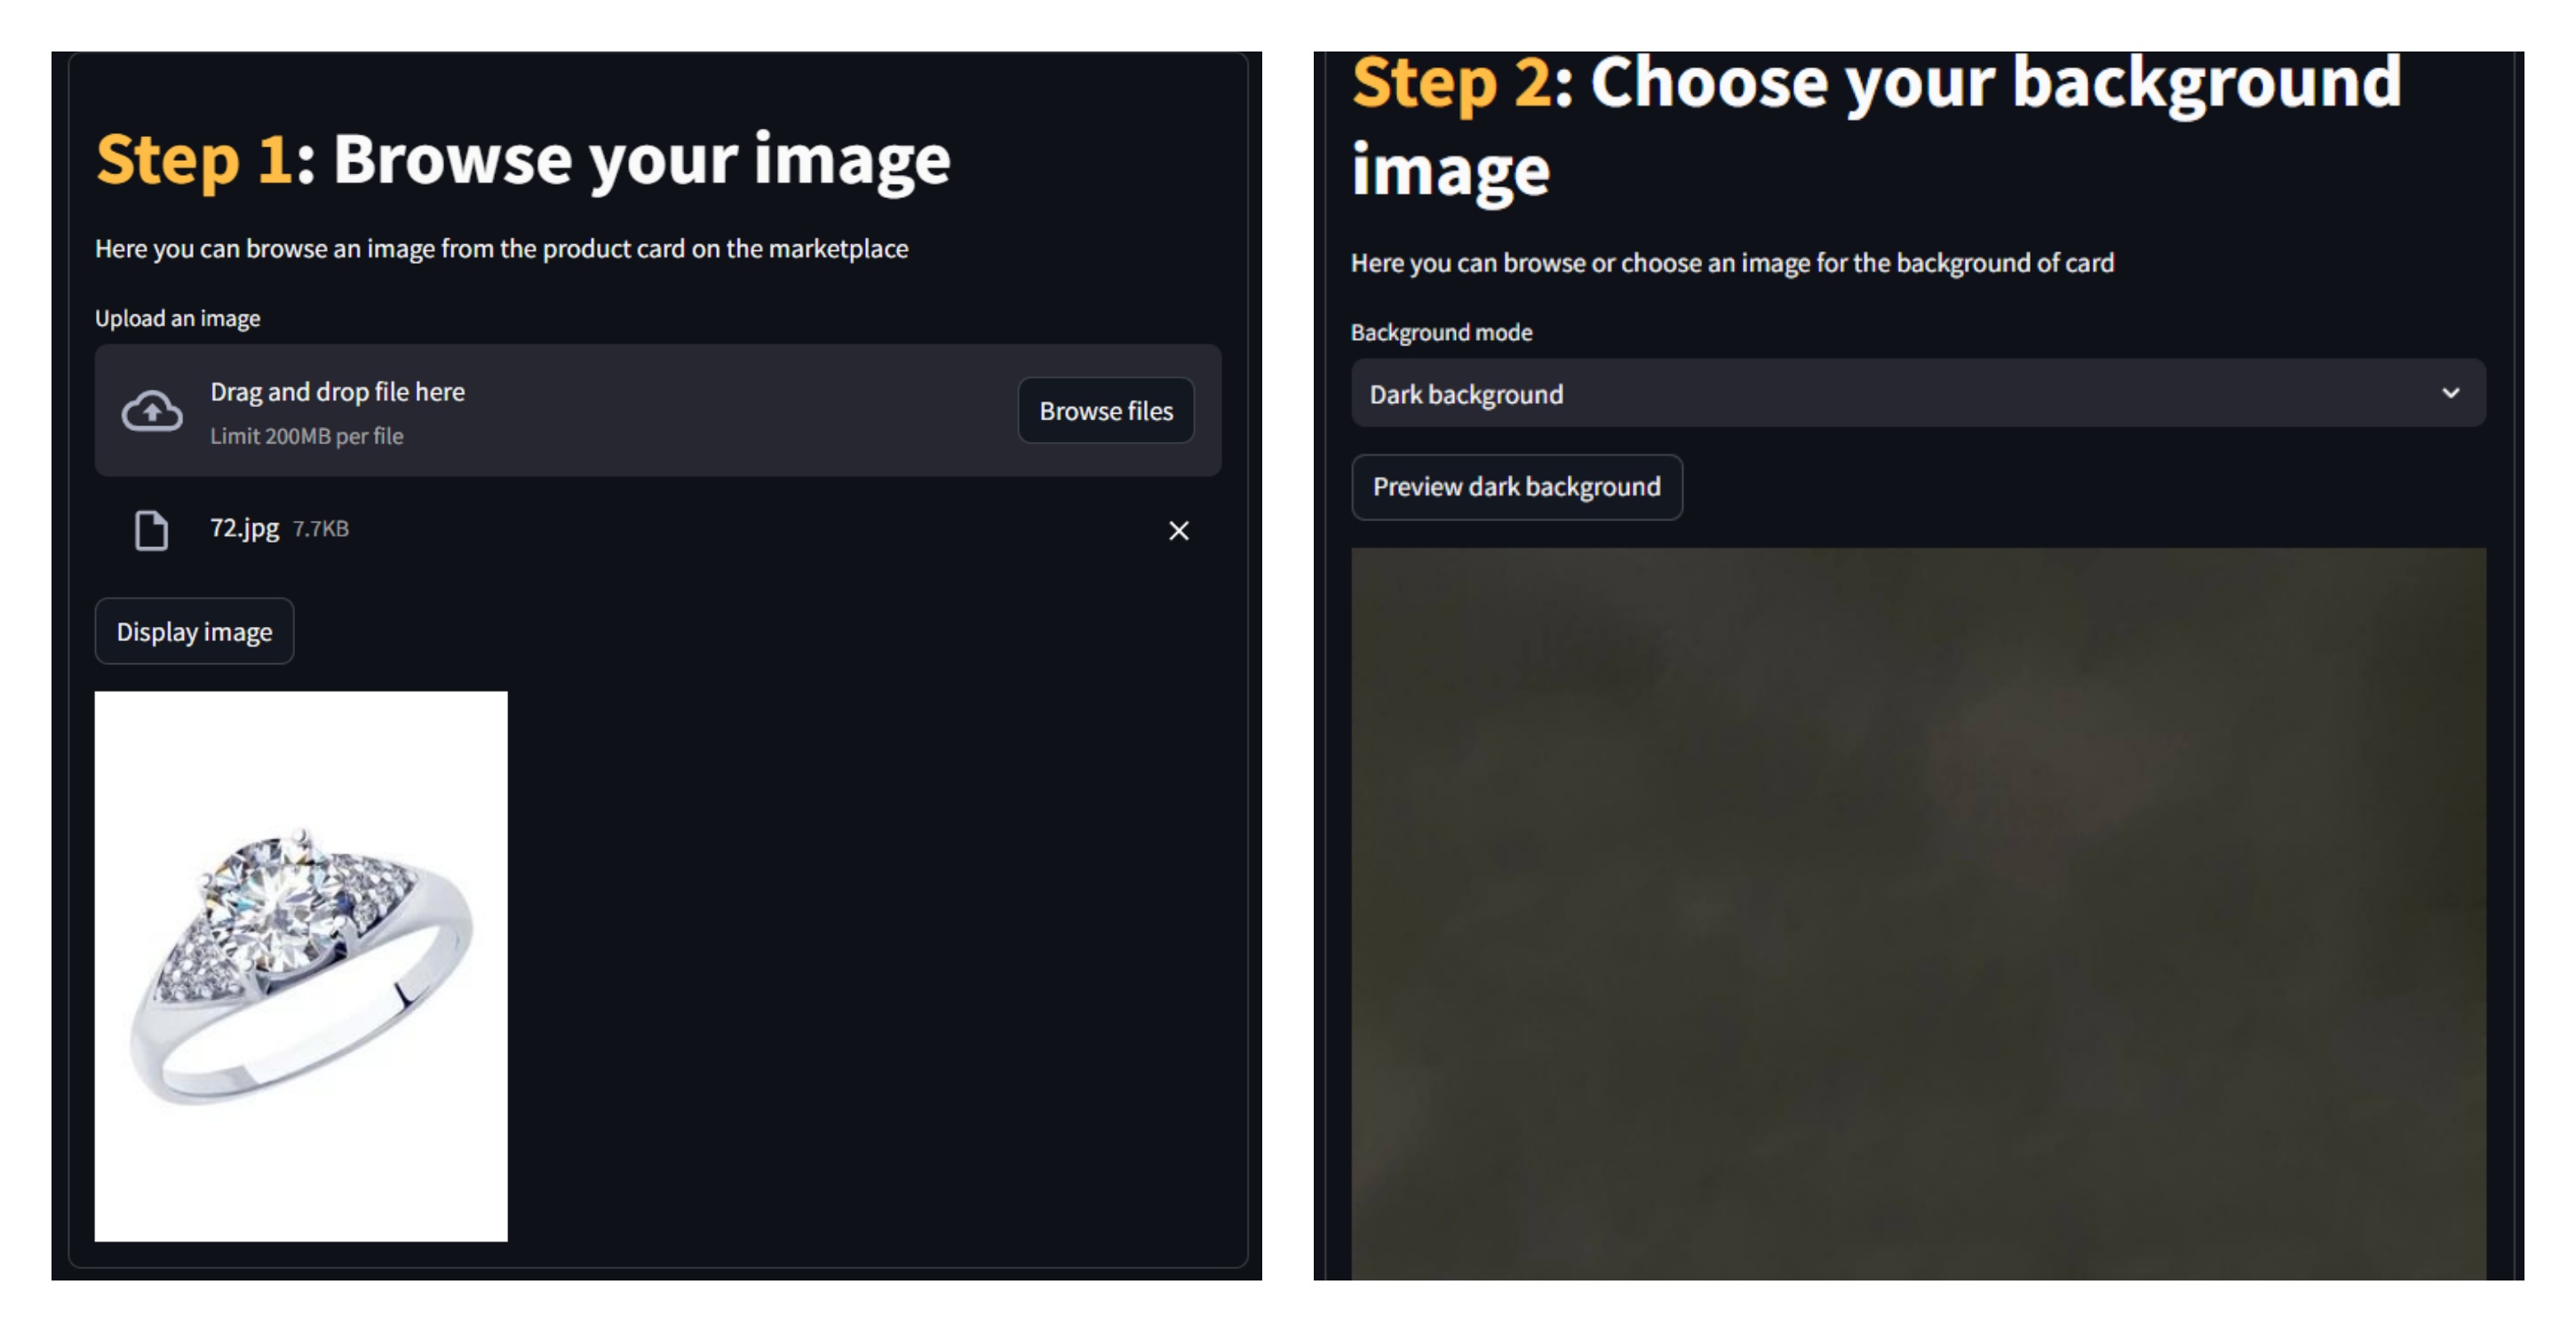 Step 1: Browse your image
Here you can browse an image from the product card on the marketplace
Upload an image
Drag and drop file here
Limit 200MB per file
Browse files
72.jpg 7.7KB
Display image
Step 2: Choose your background
image
Here you can browse or choose an image for the background of card
Background mode
Dark background
Preview dark background